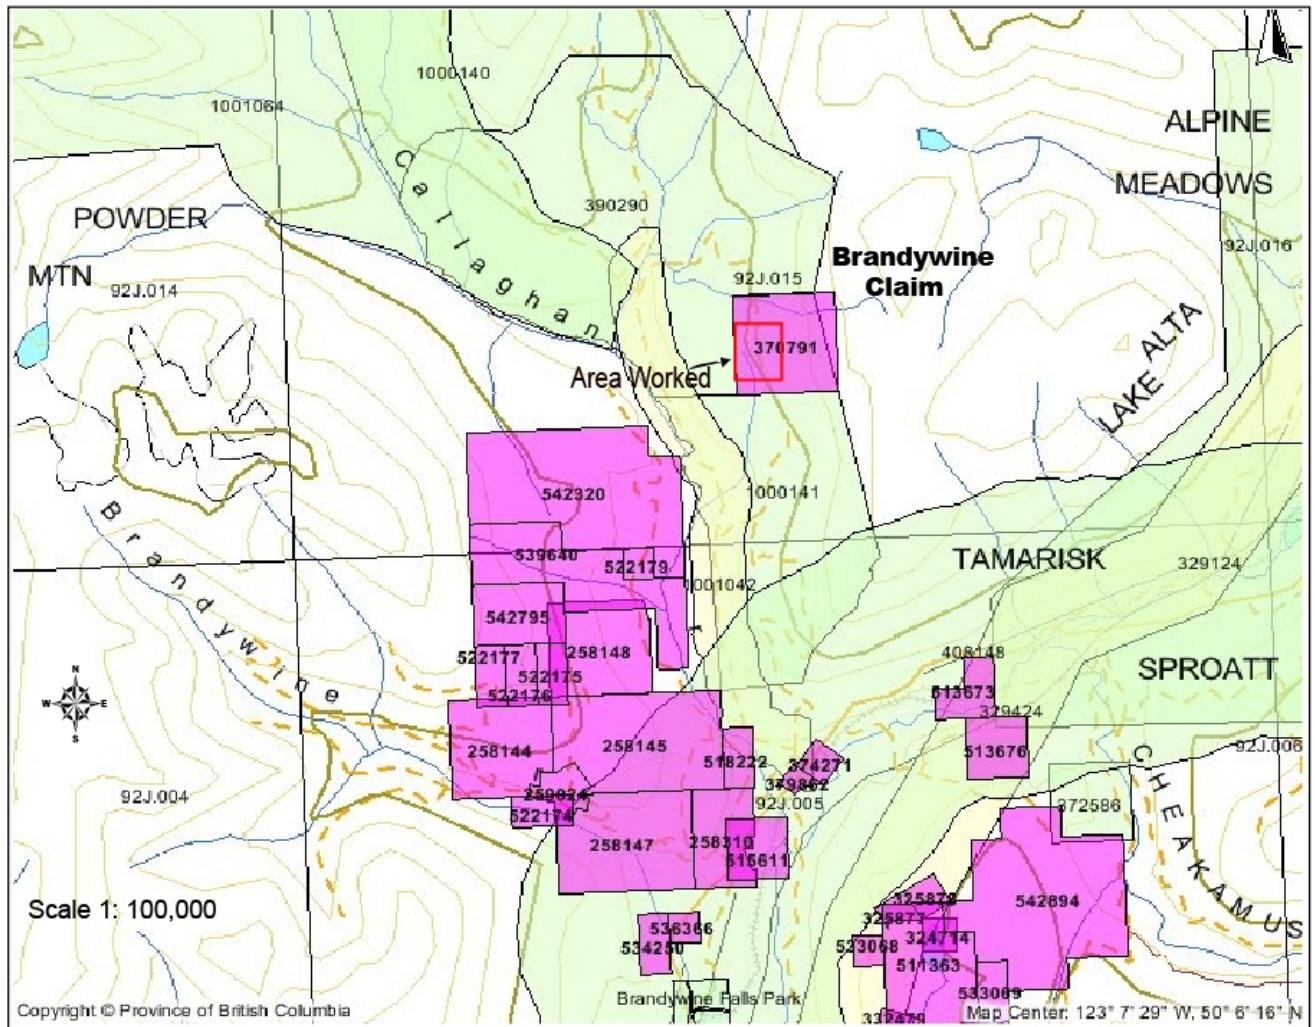 1000140
1001064
ALPINE
MEADOWS
Callaghan
390290
POWDER
MTN
92J.014
92J.015
92J.016
Brandywine
Claim
370791
Area Worked
LAKE ALTA
542320
1000141
539640
522179
1001042
TAMARISK
329124
Brandywine
542795
258148
522177
522175
522176
r
408148
SPROATT
513673
329424
513676
N
W
E
S
258144
258145
518222
374271
92J.006
CHEAKAMUS
92J.004
522174
92J.005
372586
258147
258310
515611
Scale 1: 100,000
542894
325877
324714
523068
511363
536366
534250
533069
Brandywine Falls Park
Copyright © Province of British Columbia
Map Center: 123° 7' 29" W, 50° 6' 16" N